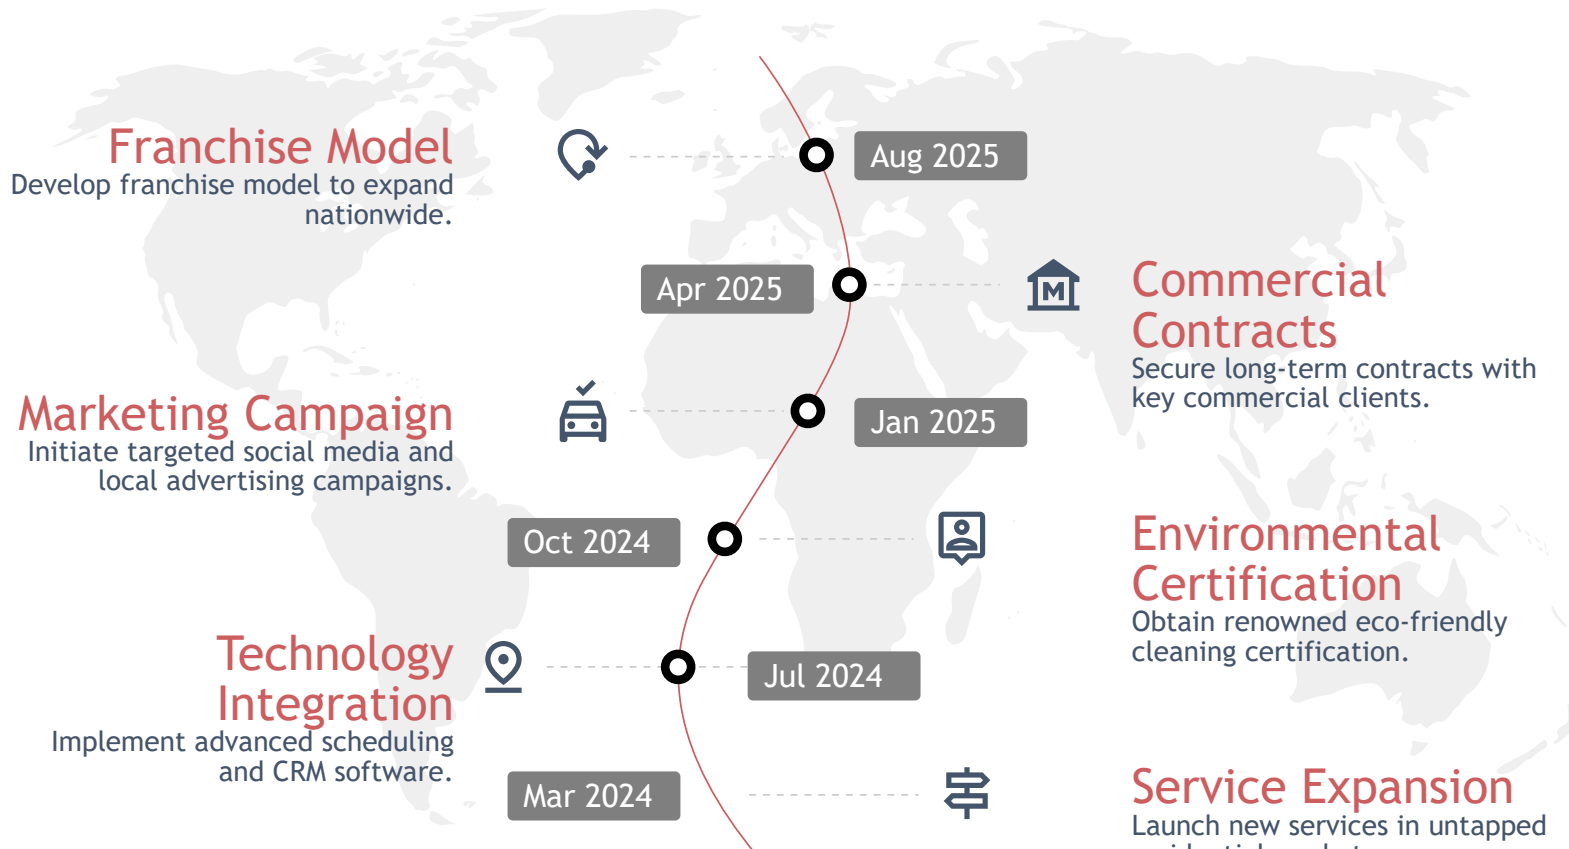 Franchise Model
Develop franchise model to expand
nationwide.
Aug 2025
Apr 2025
Commercial
Contracts
Secure long-term contracts with
key commercial clients.
M
Marketing Campaign
Initiate targeted social media and
local advertising campaigns.
Jan 2025
Oct 2024
Environmental
Certification
Obtain renowned eco-friendly
cleaning certification.
Technology
Integration
Implement advanced scheduling
and CRM software.
Jul 2024
Mar 2024
Service Expansion
Launch new services in untapped